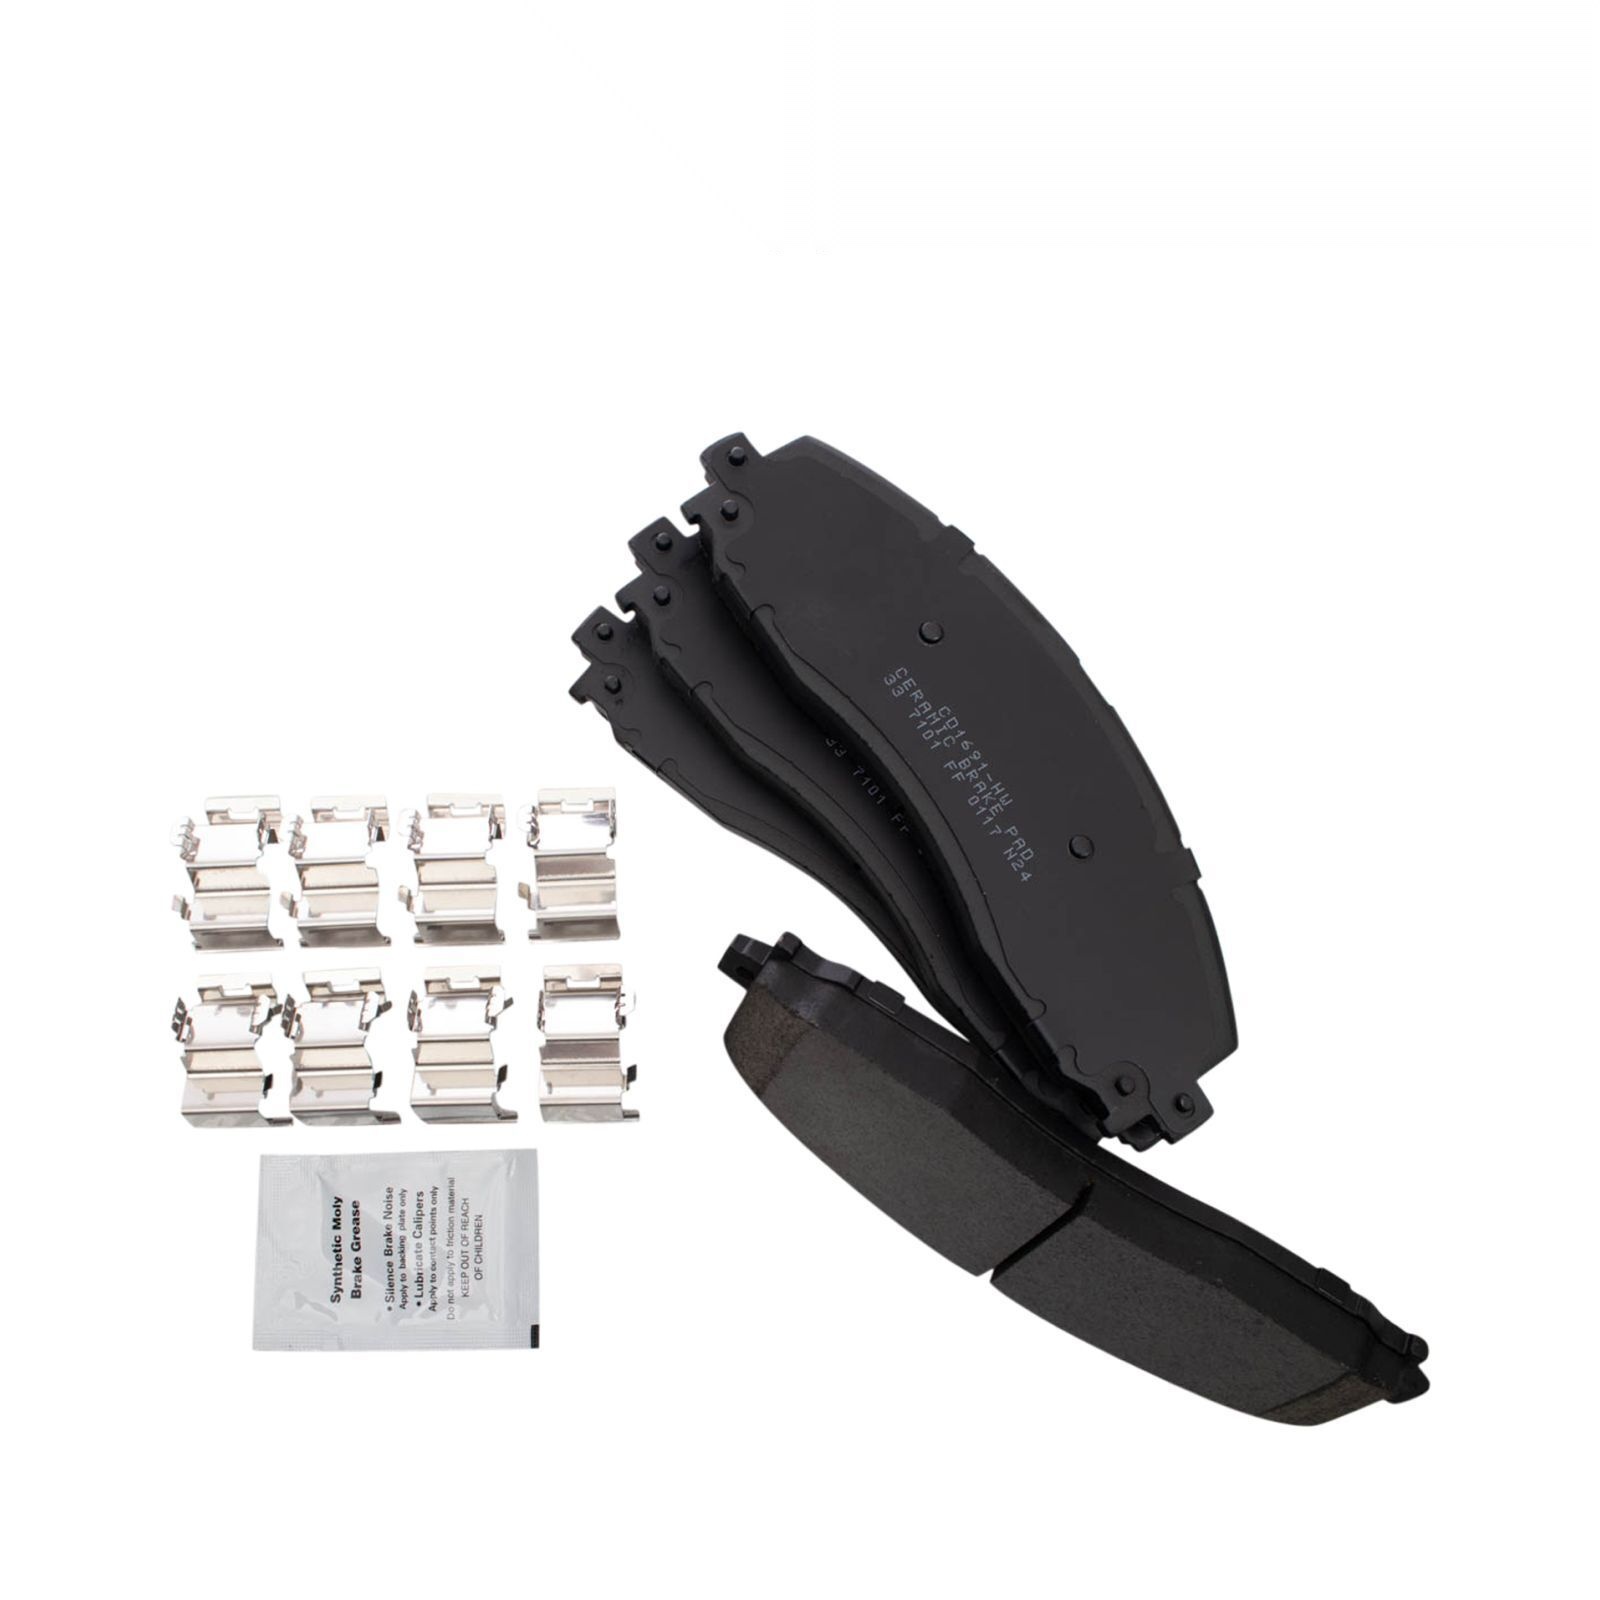 CD1691-HW
CERAMIC BRAKE PAD
33 7101 FF 0117 N24
33 7101 FF
Synthetic Moly
Brake Grease
• Silence Brake Noise
Apply to backing plate only
• Lubricate Calipers
Apply to contact points only
Do not apply to friction material
KEEP OUT OF REACH
OF CHILDREN